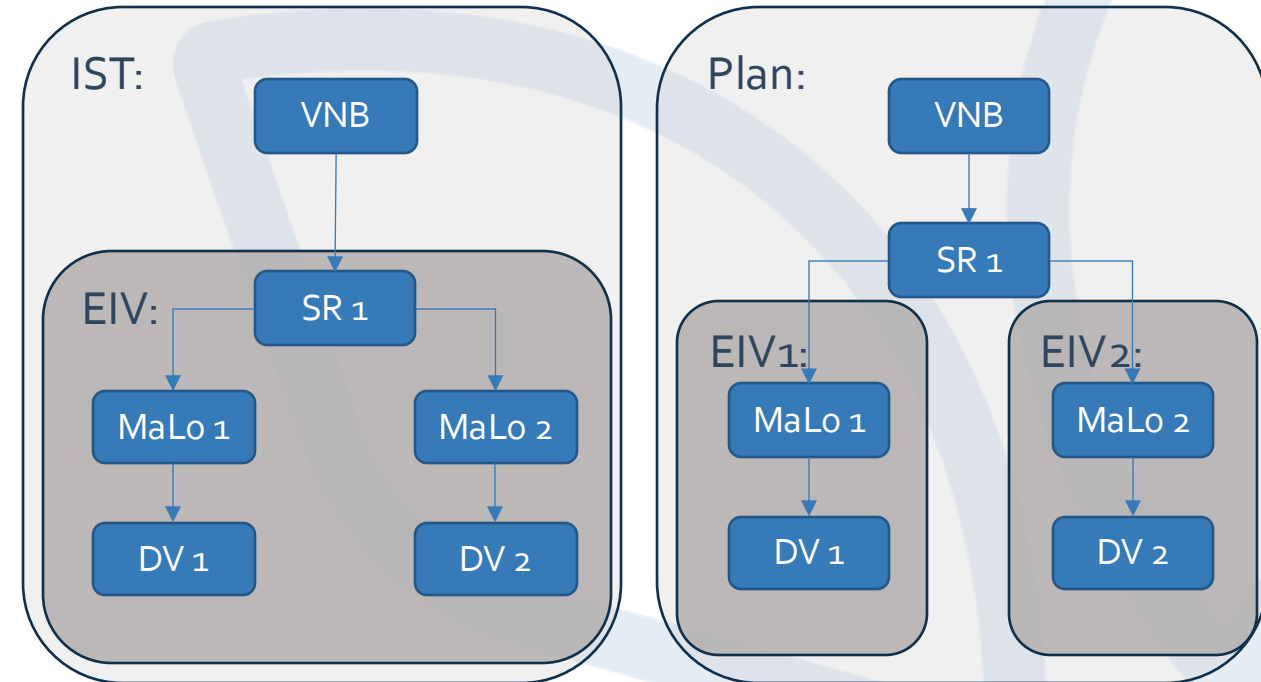 IST:
VNB
EIV:
SR 1
MaLo 1
MaLo 2
DV 1
DV 2
Plan:
VNB
SR 1
EIV1:
EIV2:
MaLo 1
MaLo 2
DV 1
DV 2